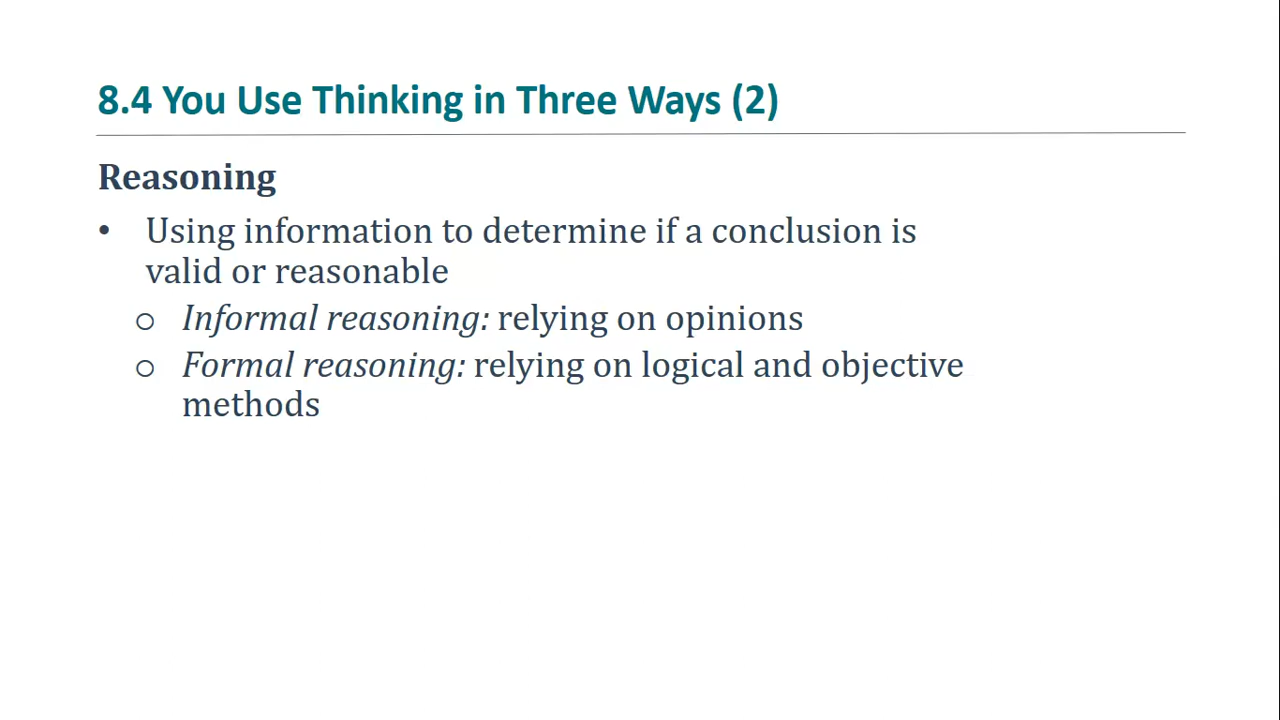 8.4 You Use Thinking in Three Ways (2)
Reasoning
• Using information to determine if a conclusion is
valid or reasonable
○ Informal reasoning: relying on opinions
○ Formal reasoning: relying on logical and objective
methods